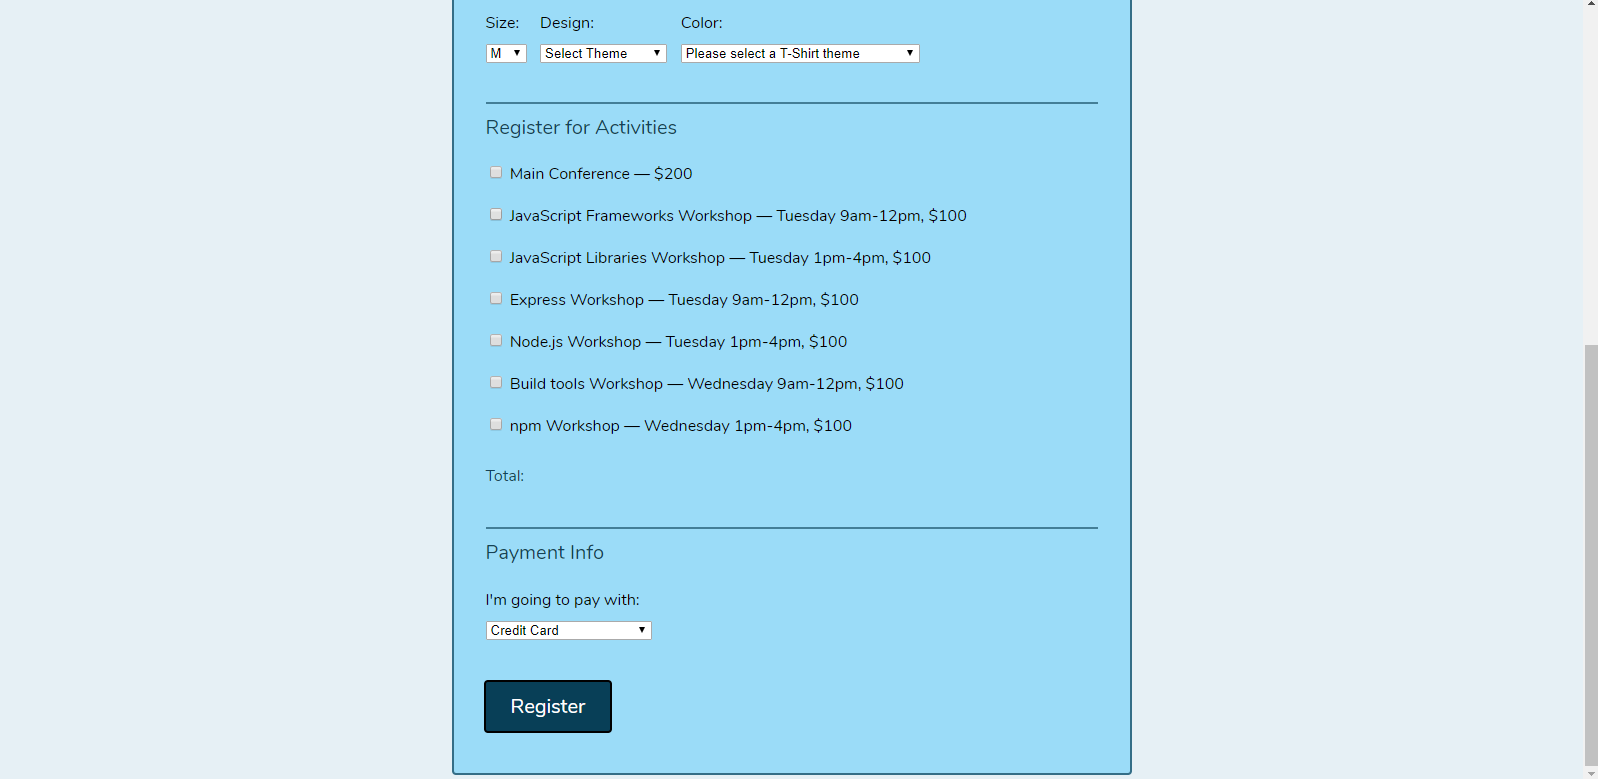 Size: Design: Color:
M Select Theme Please select a T-Shirt theme
Register for Activities
Main Conference — $200
JavaScript Frameworks Workshop — Tuesday 9am-12pm, $100
JavaScript Libraries Workshop — Tuesday 1pm-4pm, $100
Express Workshop — Tuesday 9am-12pm, $100
Node.js Workshop — Tuesday 1pm-4pm, $100
Build tools Workshop — Wednesday 9am-12pm, $100
npm Workshop — Wednesday 1pm-4pm, $100
Total:
Payment Info
I'm going to pay with:
Credit Card
Register